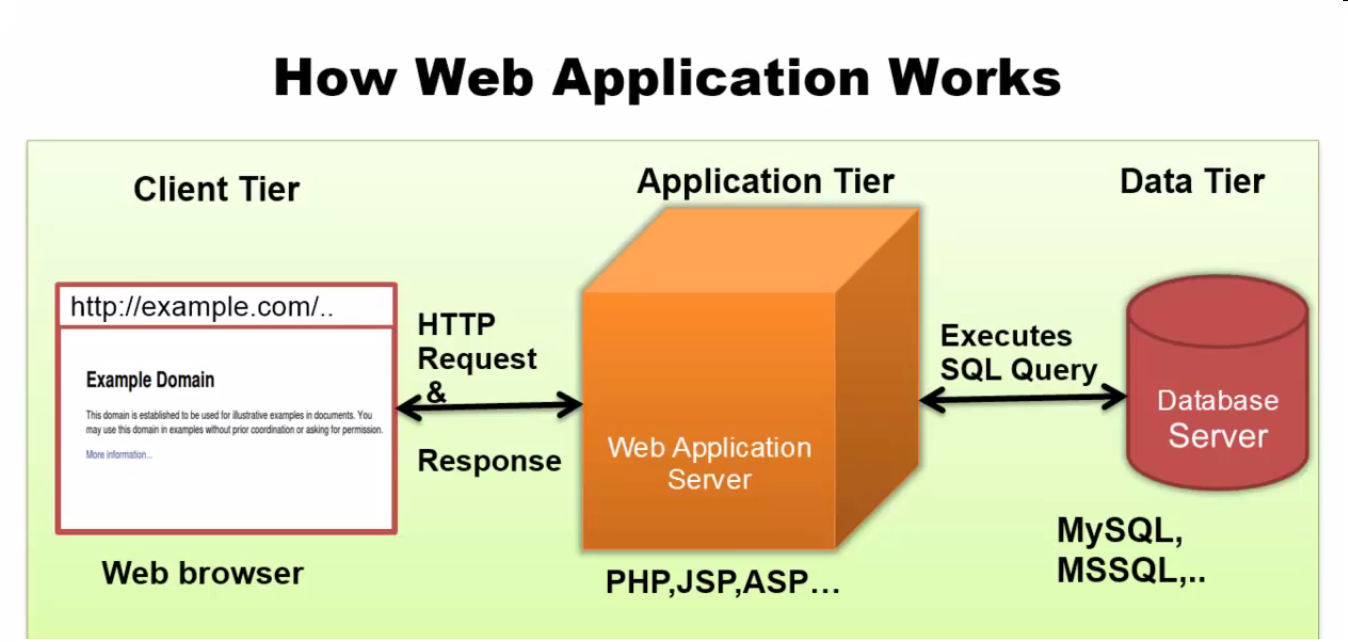 How Web Application Works
Client Tier
Application Tier
Data Tier
http://example.com/..
Example Domain
This domain is established to be used for illustrative examples in documents. You
may use this domain in examples without prior coordination or asking for permission.
More information...
Web browser
HTTP
Request
&
Response
Web Application
Server
PHP,JSP,ASP…
Executes
SQL Query
Database
Server
MySQL,
MSSQL,..